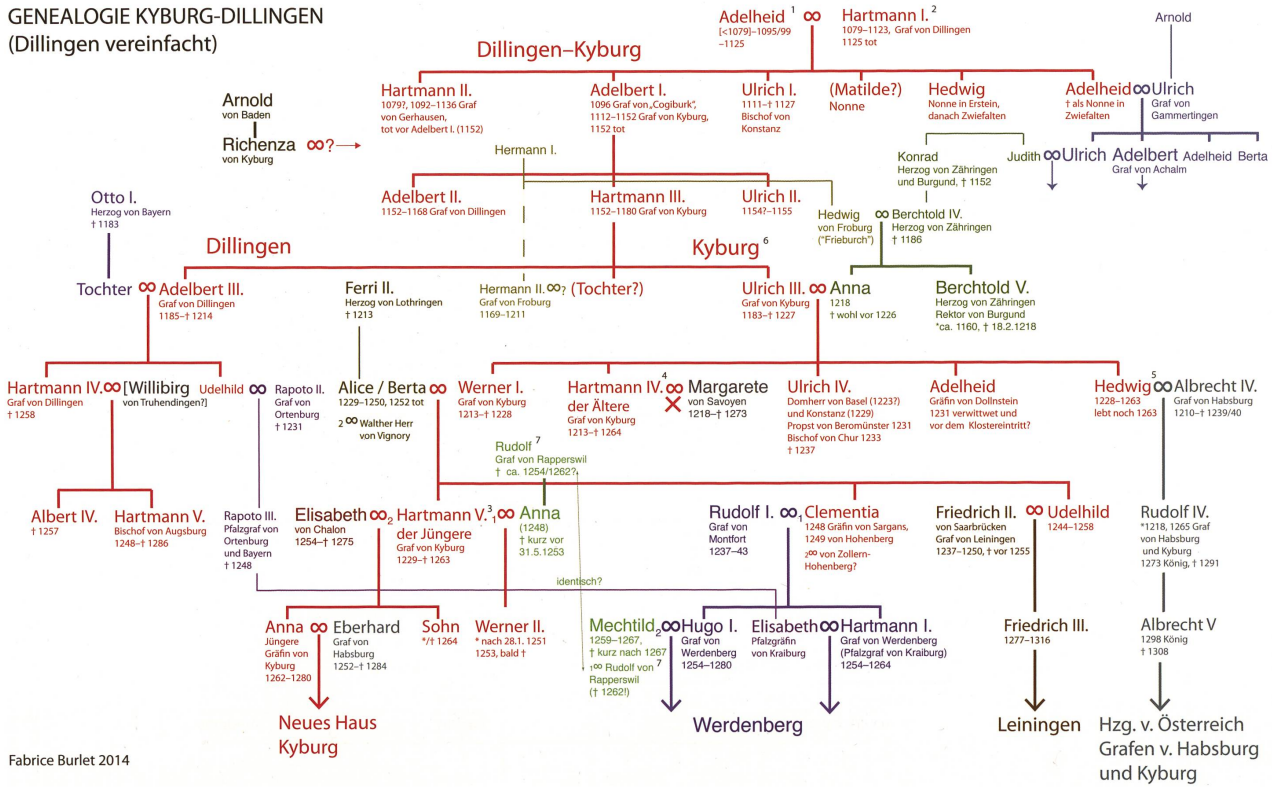 GENEALOGIE KYBURG-DILLINGEN
(Dillingen vereinfacht)
Adelheid 1 ∞
[<1079]–1095/99
–1125
Hartmann I. 2
1079–1123, Graf von Dillingen
1125 tot
Arnold
Dillingen–Kyburg
Hartmann II.
1079?, 1092–1136 Graf
von Gerhausen,
tot vor Adelbert I. (1152)
Adelbert I.
1096 Graf von „Cogiburk“,
1112–1152 Graf von Kyburg,
1152 tot
Ulrich I.
1111–† 1127
Bischof von
Konstanz
(Matilde?)
Nonne
Hedwig
Nonne in Erstein,
danach Zwiefalten
Adelheid ∞
† als Nonne in
Zwiefalten
Ulrich
Graf von
Gammertingen
Arnold
von Baden
Richenza ∞?
von Kyburg
Hermann I.
Konrad
Herzog von Zähringen
und Burgund, † 1152
Judith ∞
Ulrich
Adelbert
Graf von Achalm
Adelheid
Berta
Otto I.
Herzog von Bayern
† 1183
Adelbert II.
1152–1168 Graf von Dillingen
Hartmann III.
1152–1180 Graf von Kyburg
Ulrich II.
1154?–1155
Hedwig
von Froburg
("Frieburch")
∞ Berchtold IV.
Herzog von Zähringen
† 1186
Dillingen
Kyburg 6
Tochter ∞
Adelbert III.
Graf von Dillingen
1185–† 1214
Ferri II.
Herzog von Lothringen
† 1213
Hermann II. ∞?
Graf von Froburg
1169–1211
(Tochter?)
Ulrich III. ∞
Graf von Kyburg
1183–† 1227
Anna
1218
† wohl vor 1226
Berchtold V.
Herzog von Zähringen
Rektor von Burgund
*ca. 1160, † 18.2.1218
Hartmann IV. ∞
Graf von Dillingen
† 1258
[Willibirg
von Truhendingen?]
Udelhild ∞
Rapoto II.
Graf von
Ortenburg
† 1231
Alice / Berta ∞
1229–1250, 1252 tot
2 ∞ Walther Herr
von Vignory
Werner I.
Graf von Kyburg
1213–† 1228
Hartmann IV. 4 ∞
der Ältere
Graf von Kyburg
1213–† 1264
Margarete
von Savoyen
1218–† 1273
Ulrich IV.
Domherr von Basel (1223?)
und Konstanz (1229)
Propst von Beromünster 1231
Bischof von Chur 1233
† 1237
Adelheid
Gräfin von Dollnstein
1231 verwittwet und
vor dem Klostereintritt?
Hedwig 5 ∞
1228–1263
lebt noch 1263
Albrecht IV.
Graf von Habsburg
1210–† 1239/40
Rudolf 7
Graf von Rapperswil
† ca. 1254/1262?
Albert IV.
† 1257
Hartmann V.
Bischof von Augsburg
1248–† 1286
Rapoto III.
Pfalzgraf von
Ortenburg
und Bayern
† 1248
Elisabeth ∞ 2
von Chalon
1254–† 1275
Hartmann V. 3 1 ∞
der Jüngere
Graf von Kyburg
1229–† 1263
Anna
(1248)
† kurz vor
31.5.1253
Rudolf I. ∞ 1
Graf von
Montfort
1237–43
Clementia
1248 Gräfin von Sargans,
1249 von Hohenberg
2∞ von Zollern-
Hohenberg?
Friedrich II. ∞
von Saarbrücken
Graf von Leiningen
1237–1250, † vor 1255
Udelhild
1244–1258
Rudolf IV.
*1218, 1265 Graf
von Habsburg
und Kyburg
1273 König, † 1291
identisch?
Anna ∞
Jüngere
Gräfin von
Kyburg
1262–1280
Eberhard
Graf von
Habsburg
1252–† 1284
Sohn
*/† 1264
Werner II.
* nach 28.1. 1251
1253, bald †
Mechtild 2 ∞
1259–1267,
† kurz nach 1267
1∞ Rudolf von 7
Rapperswil
(† 1262!)
Hugo I.
Graf von
Werdenberg
1254–1280
Elisabeth ∞
Pfalzgräfin
von Kraiburg
Hartmann I.
Graf von Werdenberg
(Pfalzgraf von Kraiburg)
1254–1264
Friedrich III.
1277–1316
Albrecht V
1298 König
† 1308
Neues Haus
Kyburg
Werdenberg
Leiningen
Hzg. v. Österreich
Grafen v. Habsburg
und Kyburg
Fabrice Burlet 2014